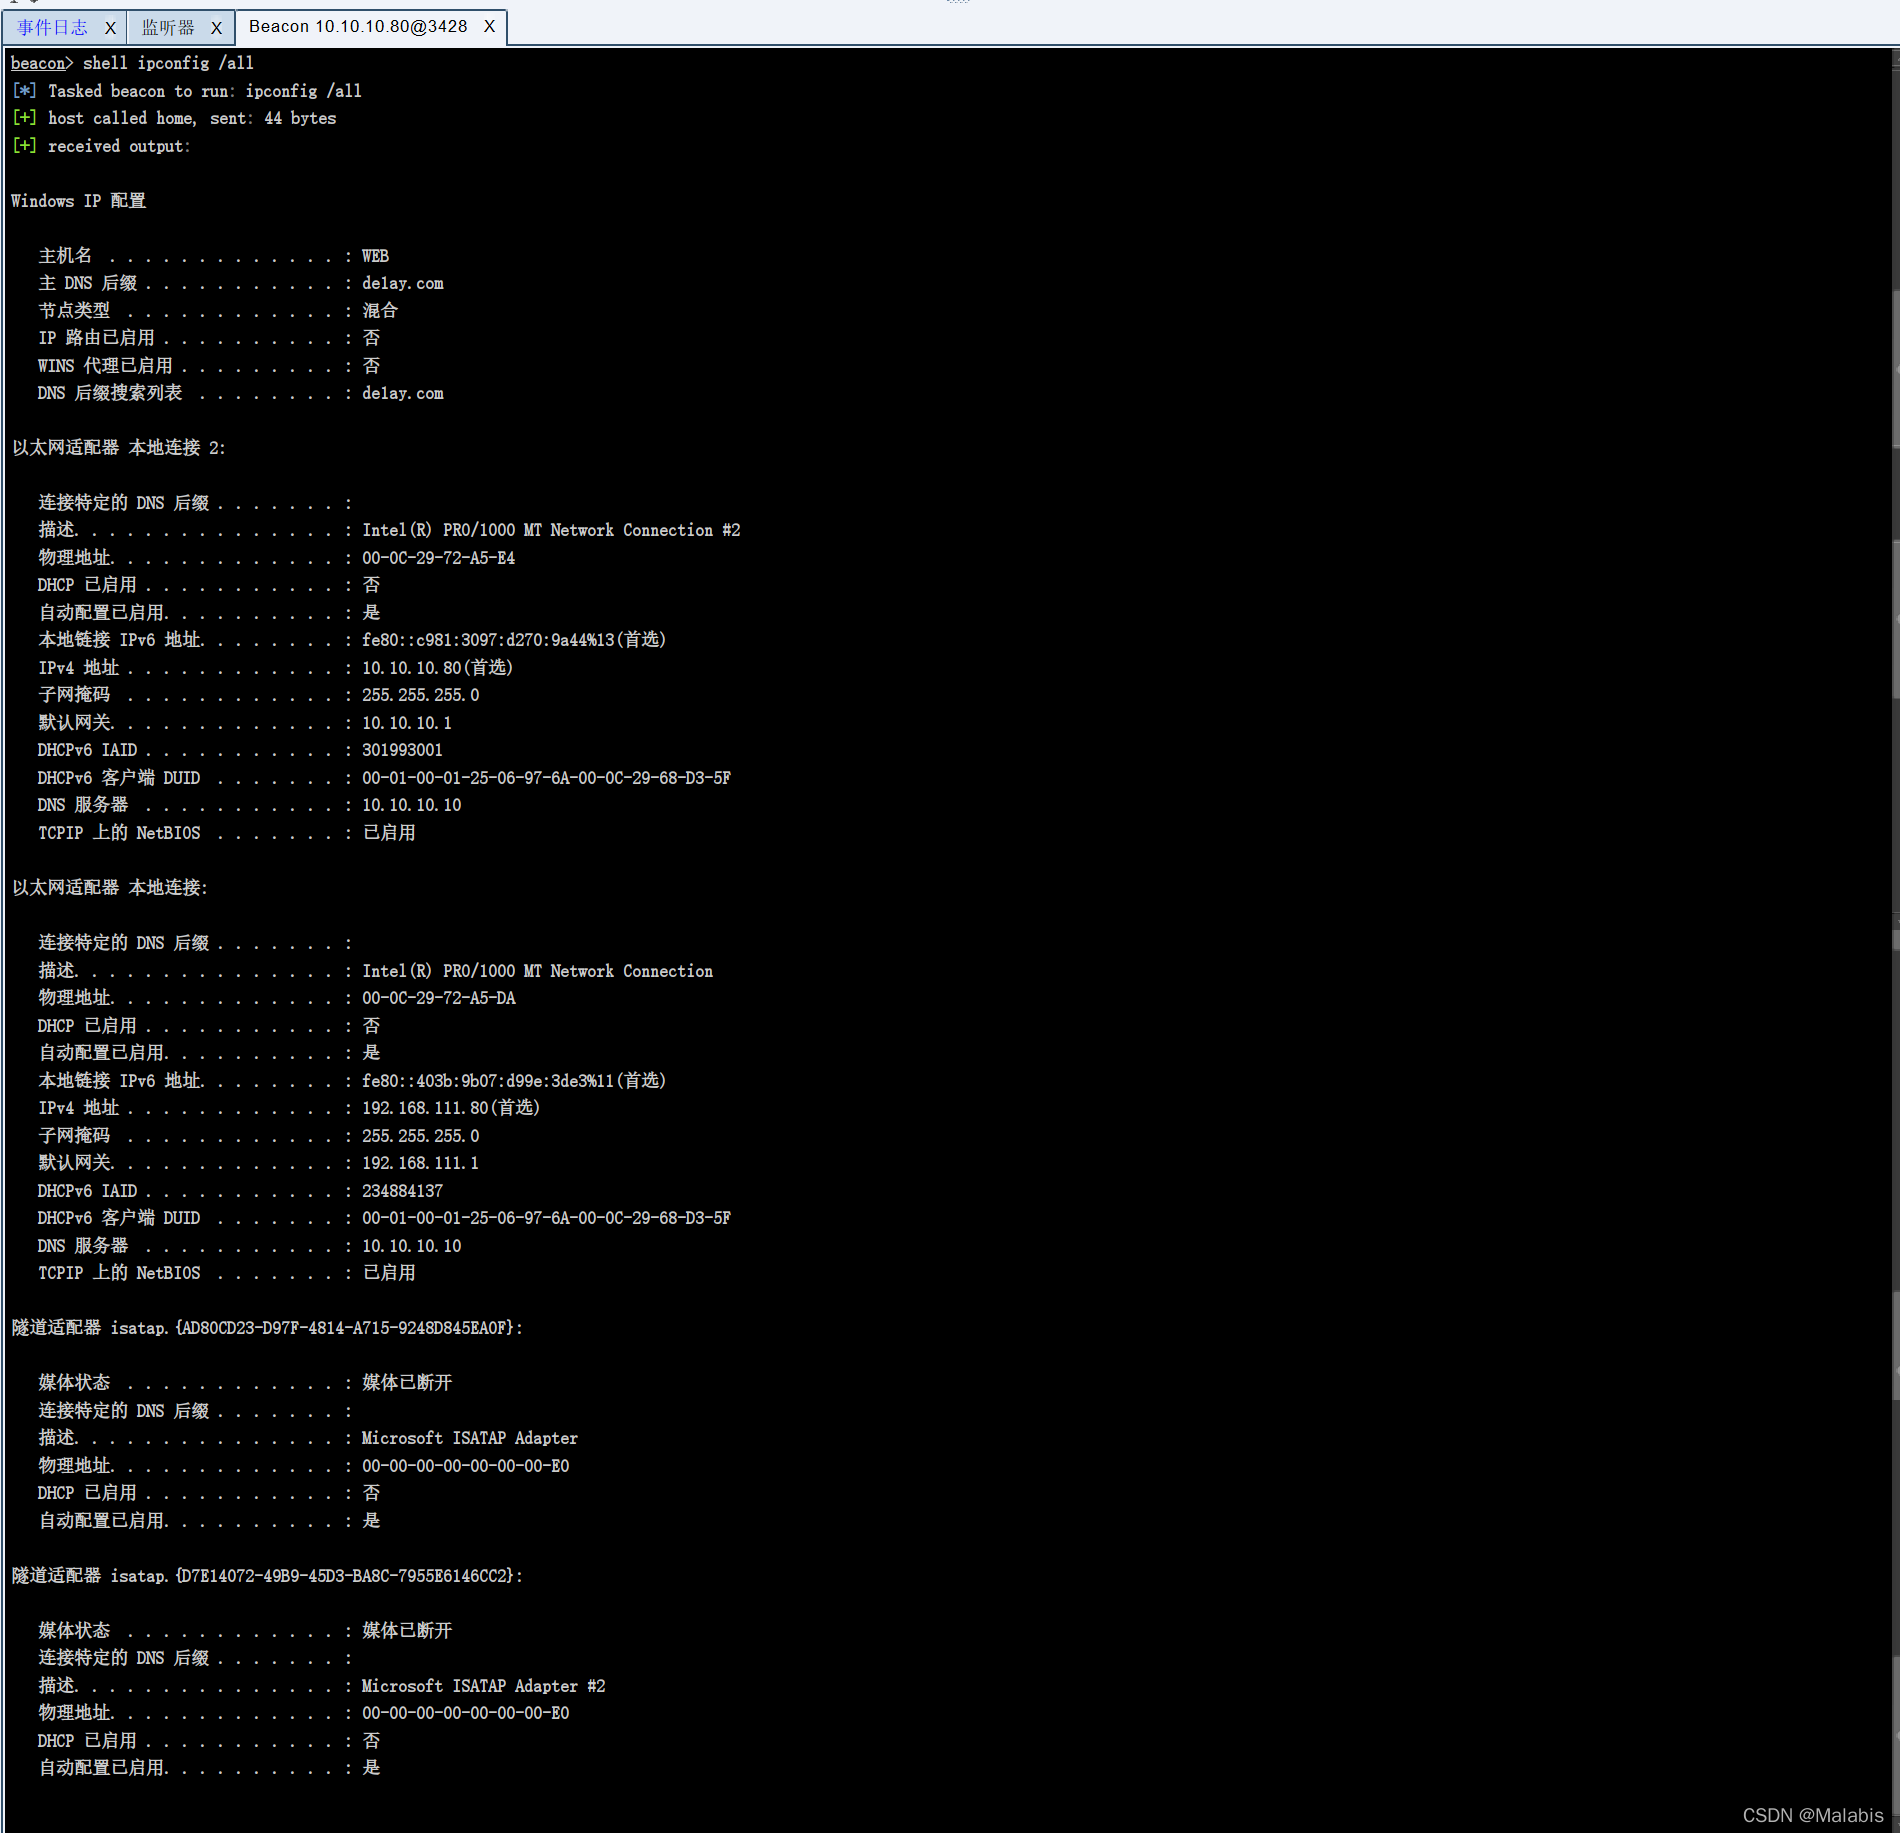 事件日志 X 监听器 X Beacon 10.10.10.80@3428 X
beacon> shell ipconfig /all
[*] Tasked beacon to run: ipconfig /all
[+] host called home, sent: 44 bytes
[+] received output:
Windows IP 配置
主机名 . . . . . . . . . . . . . : WEB
主 DNS 后缀 . . . . . . . . . . . : delay.com
节点类型 . . . . . . . . . . . . : 混合
IP 路由已启用 . . . . . . . . . . : 否
WINS 代理已启用 . . . . . . . . . : 否
DNS 后缀搜索列表 . . . . . . . . : delay.com
以太网适配器 本地连接 2:
连接特定的 DNS 后缀 . . . . . . . :
描述. . . . . . . . . . . . . . . : Intel(R) PRO/1000 MT Network Connection #2
物理地址. . . . . . . . . . . . . : 00-0C-29-72-A5-E4
DHCP 已启用 . . . . . . . . . . . : 否
自动配置已启用. . . . . . . . . . : 是
本地链接 IPv6 地址. . . . . . . . : fe80::c981:3097:d270:9a44%13(首选)
IPv4 地址 . . . . . . . . . . . . : 10.10.10.80(首选)
子网掩码 . . . . . . . . . . . . : 255.255.255.0
默认网关. . . . . . . . . . . . . : 10.10.10.1
DHCPv6 IAID . . . . . . . . . . . : 301993001
DHCPv6 客户端 DUID . . . . . . . : 00-01-00-01-25-06-97-6A-00-0C-29-68-D3-5F
DNS 服务器 . . . . . . . . . . . : 10.10.10.10
TCPIP 上的 NetBIOS . . . . . . . : 已启用
以太网适配器 本地连接:
连接特定的 DNS 后缀 . . . . . . . :
描述. . . . . . . . . . . . . . . : Intel(R) PRO/1000 MT Network Connection
物理地址. . . . . . . . . . . . . : 00-0C-29-72-A5-DA
DHCP 已启用 . . . . . . . . . . . : 否
自动配置已启用. . . . . . . . . . : 是
本地链接 IPv6 地址. . . . . . . . : fe80::403b:9b07:d99e:3de3%11(首选)
IPv4 地址 . . . . . . . . . . . . : 192.168.111.80(首选)
子网掩码 . . . . . . . . . . . . : 255.255.255.0
默认网关. . . . . . . . . . . . . : 192.168.111.1
DHCPv6 IAID . . . . . . . . . . . : 234884137
DHCPv6 客户端 DUID . . . . . . . : 00-01-00-01-25-06-97-6A-00-0C-29-68-D3-5F
DNS 服务器 . . . . . . . . . . . : 10.10.10.10
TCPIP 上的 NetBIOS . . . . . . . : 已启用
隧道适配器 isatap.{AD80CD23-D97F-4814-A715-9248D845EA0F}:
媒体状态 . . . . . . . . . . . . : 媒体已断开
连接特定的 DNS 后缀 . . . . . . . :
描述. . . . . . . . . . . . . . . : Microsoft ISATAP Adapter
物理地址. . . . . . . . . . . . . : 00-00-00-00-00-00-00-E0
DHCP 已启用 . . . . . . . . . . . : 否
自动配置已启用. . . . . . . . . . : 是
隧道适配器 isatap.{D7E14072-49B9-45D3-BA8C-7955E6146CC2}:
媒体状态 . . . . . . . . . . . . : 媒体已断开
连接特定的 DNS 后缀 . . . . . . . :
描述. . . . . . . . . . . . . . . : Microsoft ISATAP Adapter #2
物理地址. . . . . . . . . . . . . : 00-00-00-00-00-00-00-E0
DHCP 已启用 . . . . . . . . . . . : 否
自动配置已启用. . . . . . . . . . : 是
CSDN @Malabis